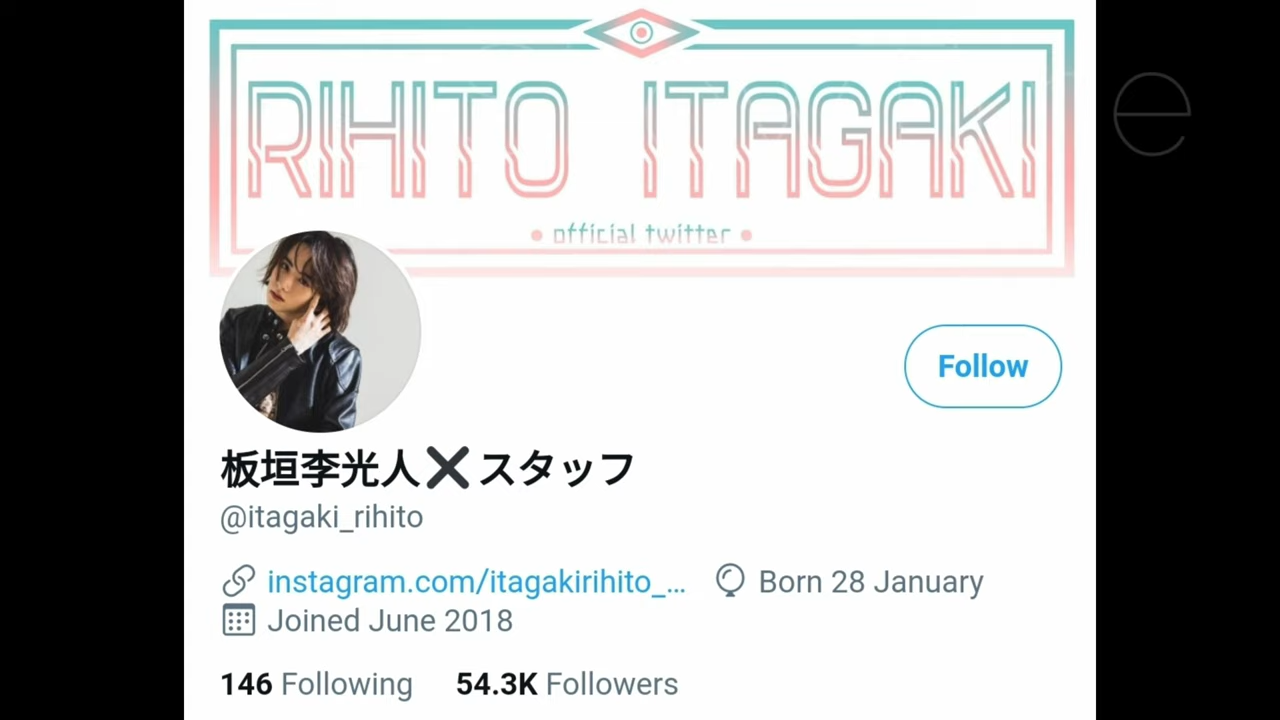 RIHITO ITAGAKI
• official twitter •
e
Follow
板垣李光人✖スタッフ
@itagaki_rihito
instagram.com/itagakirihito_… Born 28 January
Joined June 2018
146 Following 54.3K Followers